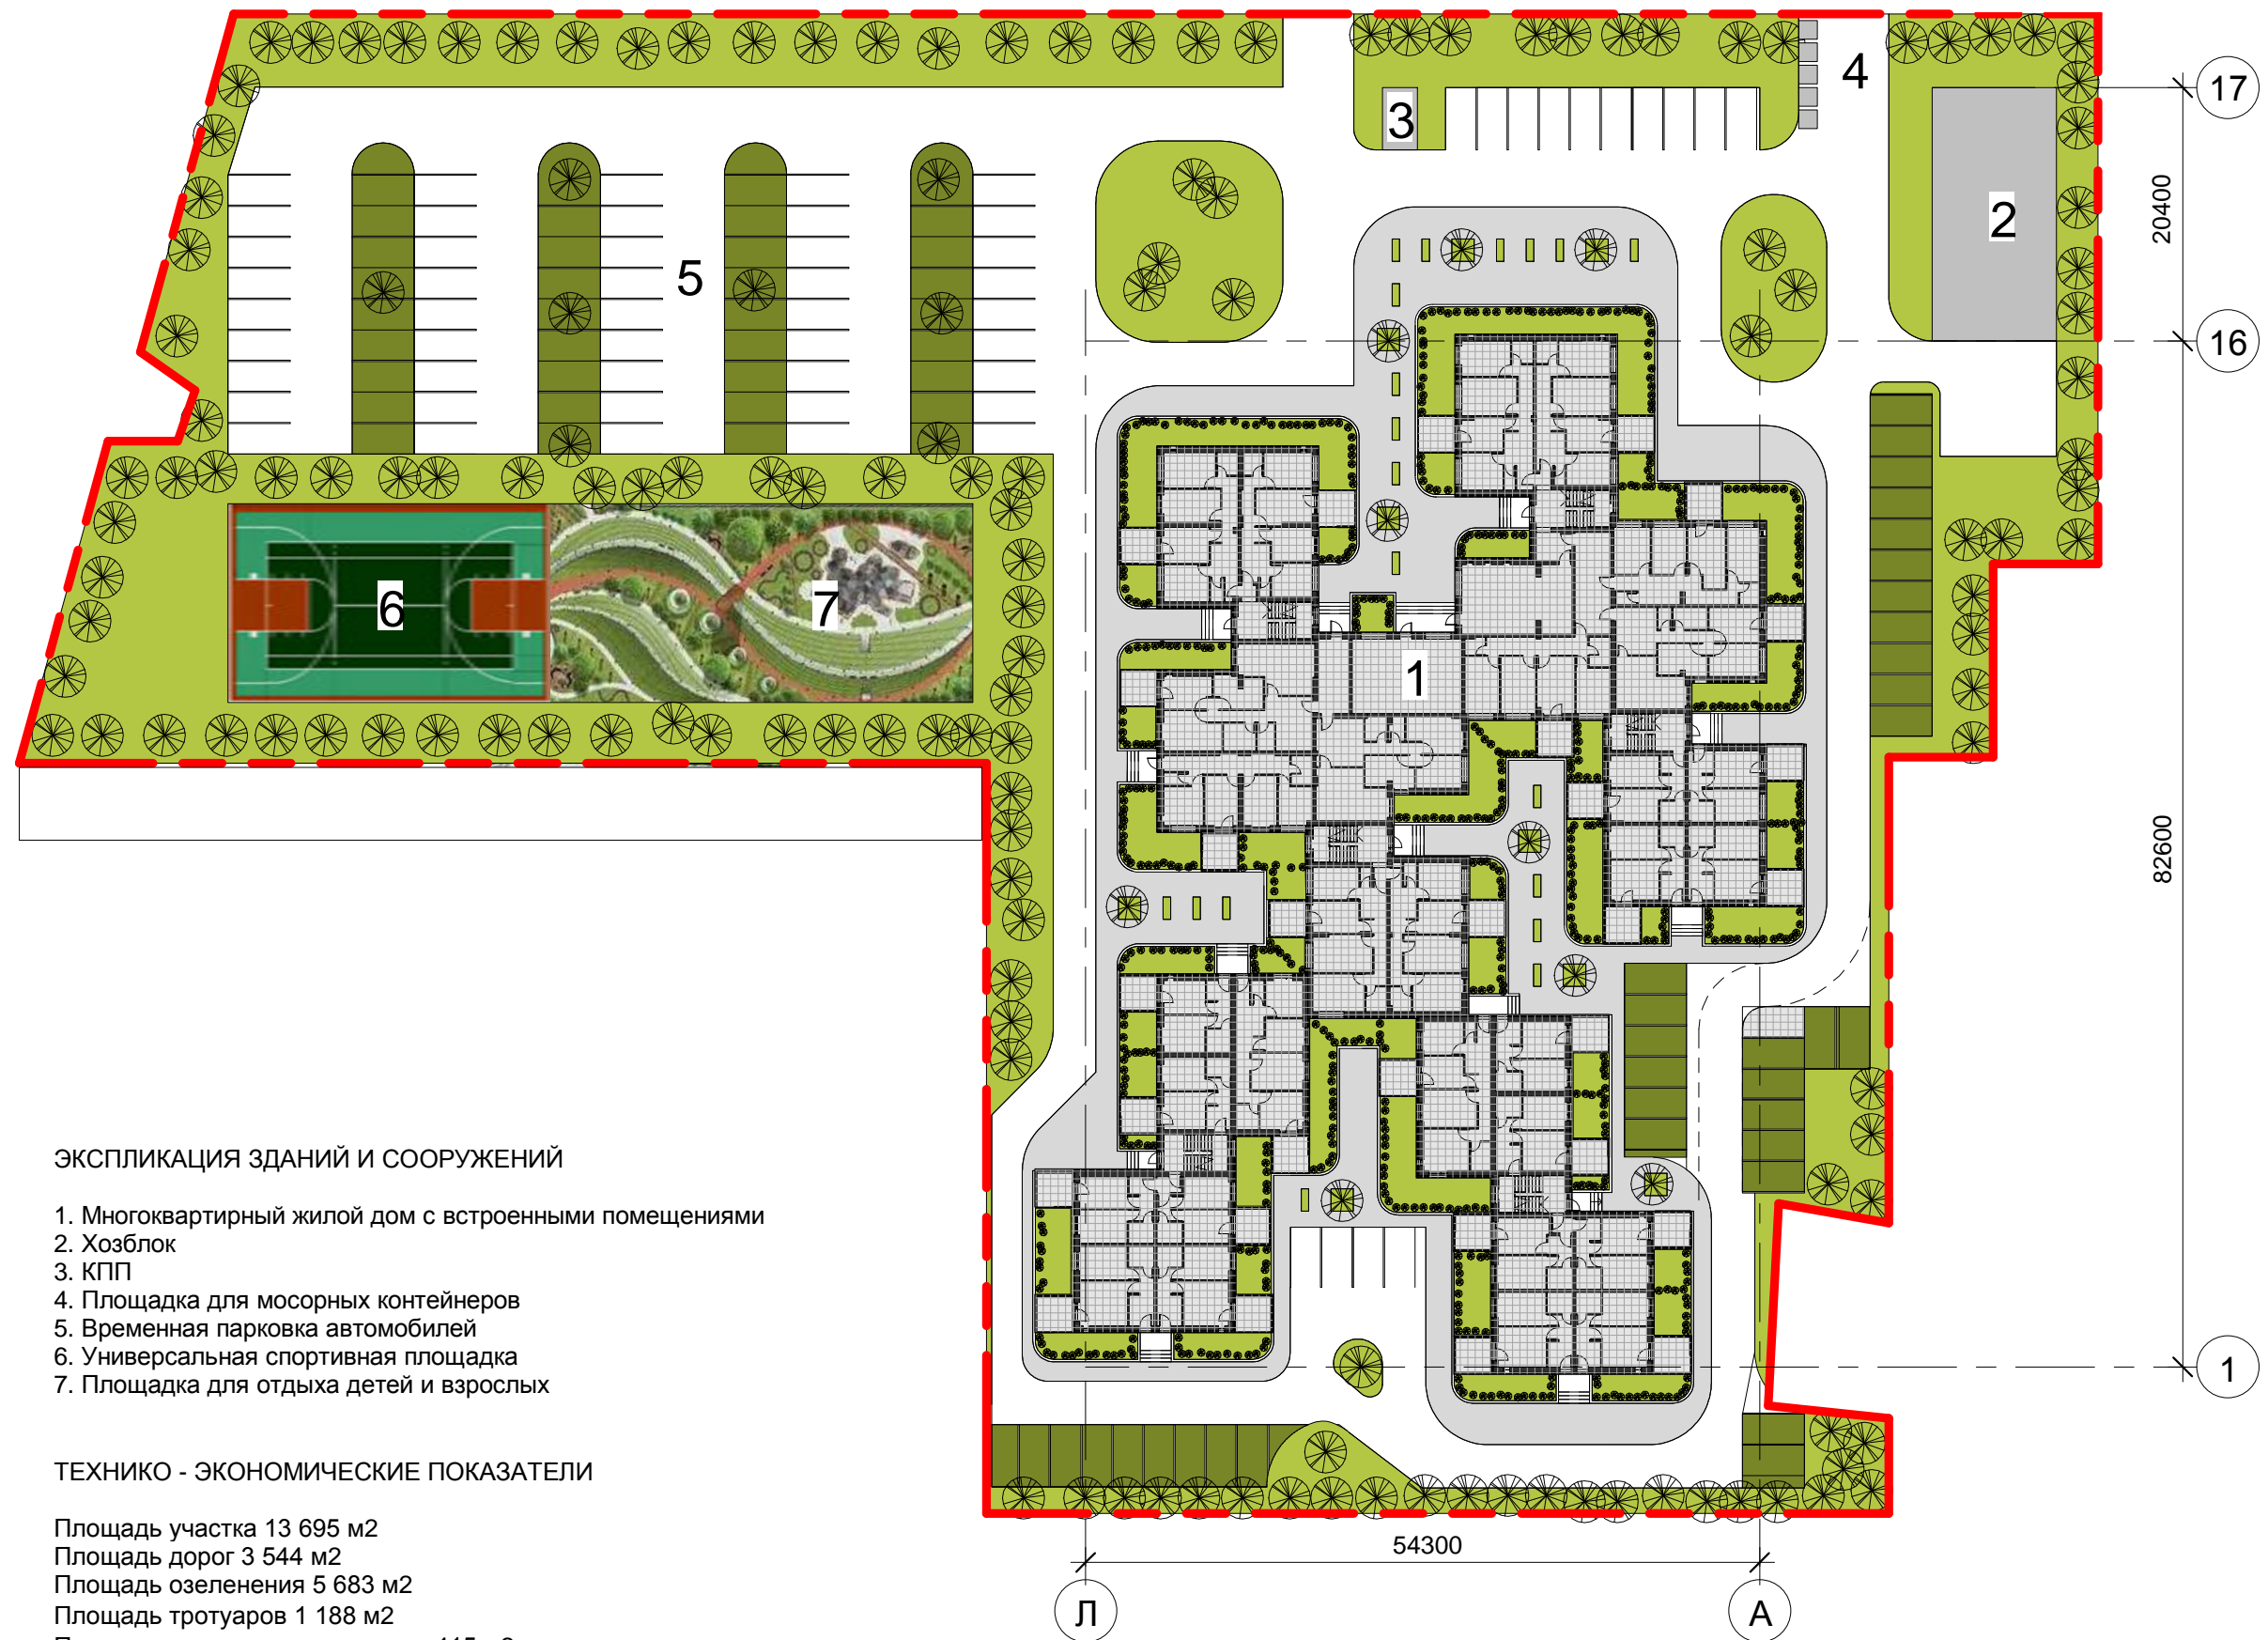 4
17
3
2
20400
5
16
6
7
1
82600
ЭКСПЛИКАЦИЯ ЗДАНИЙ И СООРУЖЕНИЙ
1. Многоквартирный жилой дом с встроенными помещениями
2. Хозблок
3. КПП
4. Площадка для мосорных контейнеров
5. Временная парковка автомобилей
6. Универсальная спортивная площадка
7. Площадка для отдыха детей и взрослых
1
ТЕХНИКО - ЭКОНОМИЧЕСКИЕ ПОКАЗАТЕЛИ
Площадь участка 13 695 м2
Площадь дорог 3 544 м2
Площадь озеленения 5 683 м2
Площадь тротуаров 1 188 м2
54300
Л
А